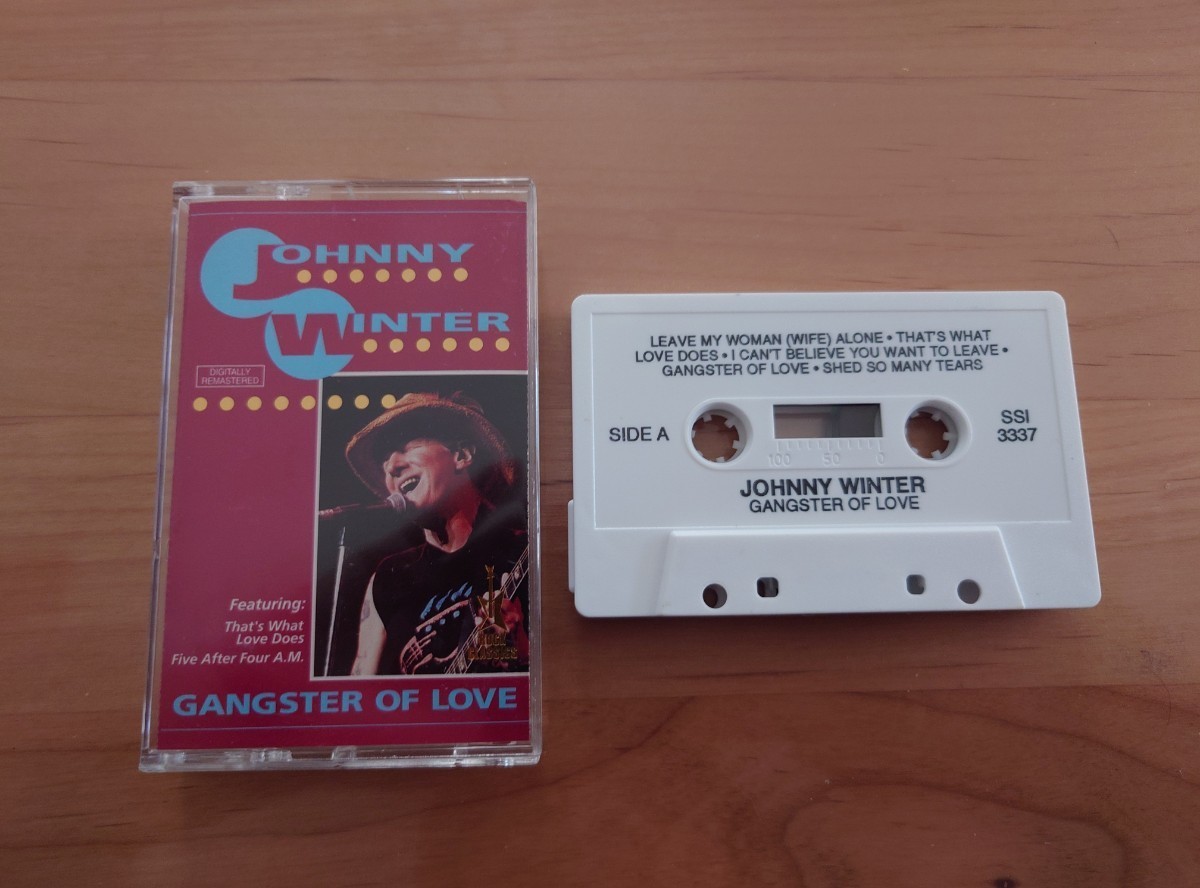 JOHNNY
WINTER
DIGITALLY
REMASTERED
Featuring:
That's What
Love Does
Five After Four A.M.
ROCK
CLASSICS
GANGSTER OF LOVE
LEAVE MY WOMAN (WIFE) ALONE • THAT'S WHAT
LOVE DOES • I CAN'T BELIEVE YOU WANT TO LEAVE •
GANGSTER OF LOVE • SHED SO MANY TEARS
SIDE A
SSI
3337
100 50 0
JOHNNY WINTER
GANGSTER OF LOVE